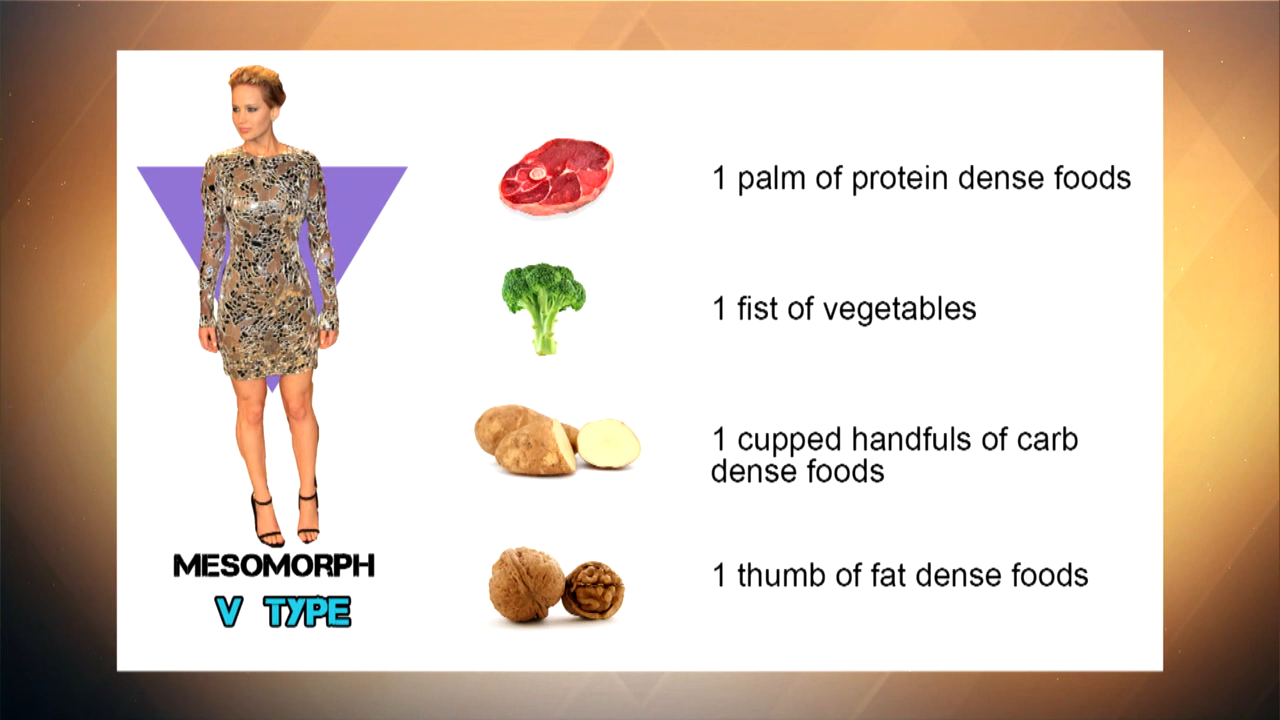 1 palm of protein dense foods
1 fist of vegetables
1 cupped handfuls of carb
dense foods
1 thumb of fat dense foods
MESOMORPH
V TYPE